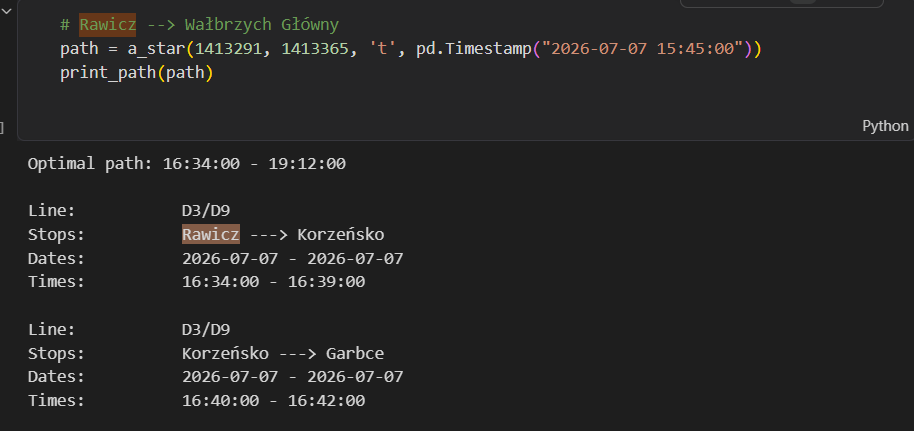 # Rawicz --> Wałbrzych Główny
path = a_star(1413291, 1413365, 't', pd.Timestamp("2026-07-07 15:45:00"))
print_path(path)
]
Python
Optimal path: 16:34:00 - 19:12:00
Line: D3/D9
Stops: Rawicz ---> Korzeńsko
Dates: 2026-07-07 - 2026-07-07
Times: 16:34:00 - 16:39:00
Line: D3/D9
Stops: Korzeńsko ---> Garbce
Dates: 2026-07-07 - 2026-07-07
Times: 16:40:00 - 16:42:00